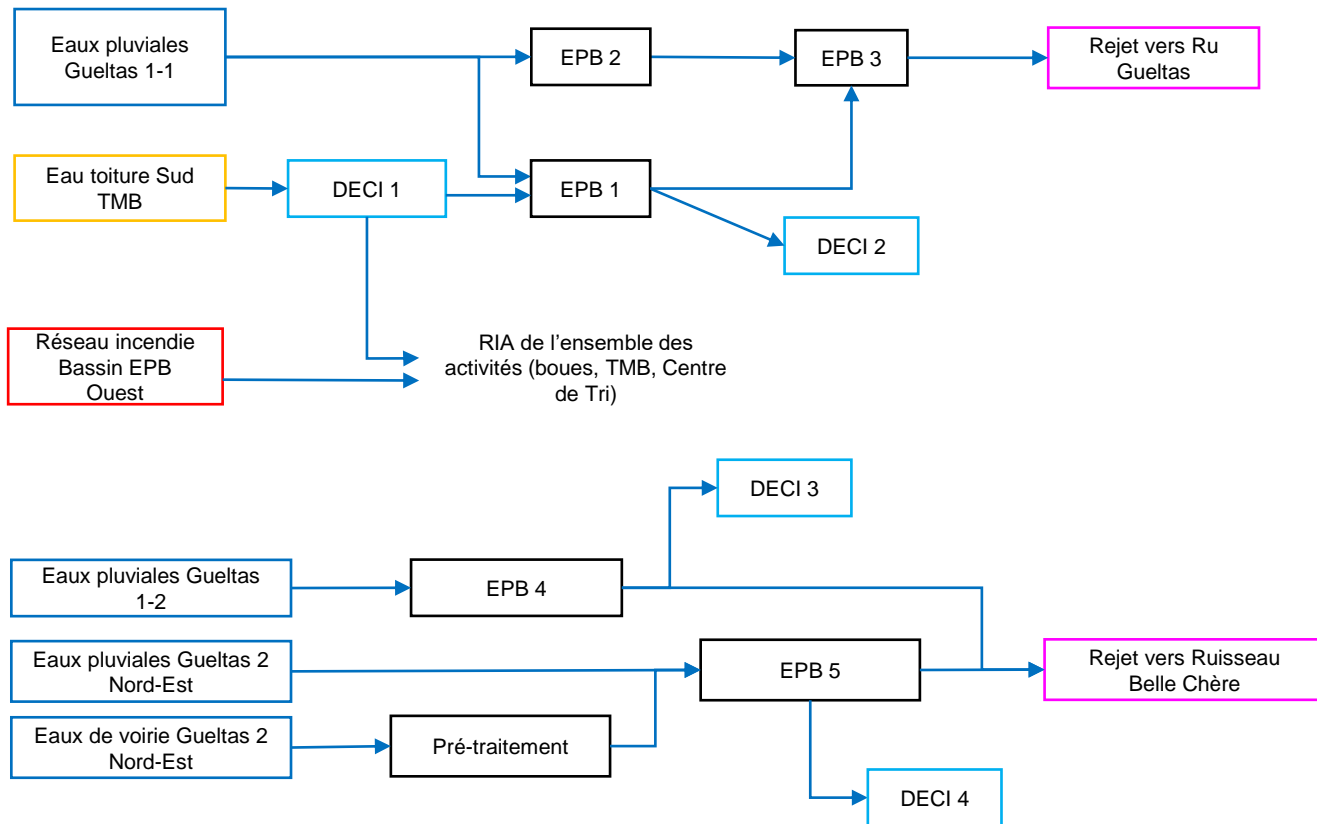 Eaux pluviales
Gueltas 1-1
EPB 2
EPB 3
Rejet vers Ru
Gueltas
Eau toiture Sud
TMB
DECI 1
EPB 1
DECI 2
Réseau incendie
Bassin EPB
Ouest
RIA de l’ensemble des
activités (boues, TMB, Centre
de Tri)
DECI 3
Eaux pluviales Gueltas
1-2
EPB 4
Eaux pluviales Gueltas 2
Nord-Est
EPB 5
Rejet vers Ruisseau
Belle Chère
Eaux de voirie Gueltas 2
Nord-Est
Pré-traitement
DECI 4